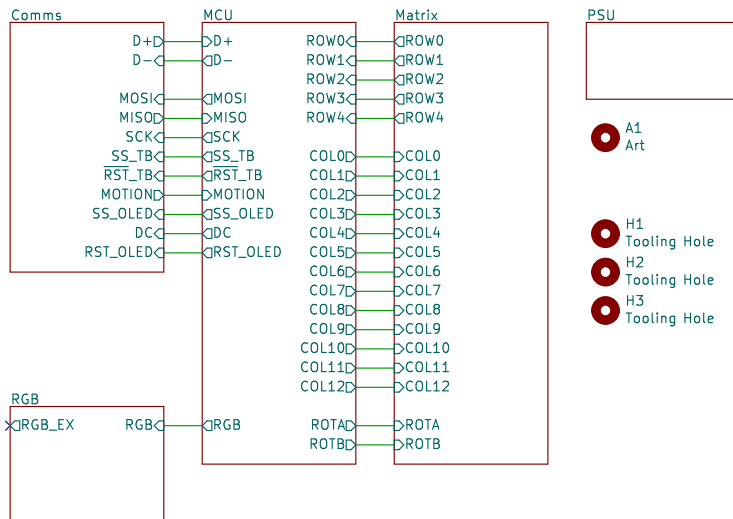 Comms
MCU
Matrix
PSU
D+
D+
ROW0
ROW0
D-
D-
ROW1
ROW1
ROW2
ROW2
MOSI
MOSI
ROW3
ROW3
MISO
MISO
ROW4
ROW4
SCK
SCK
SS_TB
SS_TB
COL0
COL0
RST_TB
RST_TB
COL1
COL1
MOTION
MOTION
COL2
COL2
SS_OLED
SS_OLED
COL3
COL3
DC
DC
COL4
COL4
RST_OLED
RST_OLED
COL5
COL5
COL6
COL6
COL7
COL7
COL8
COL8
COL9
COL9
COL10
COL10
COL11
COL11
COL12
COL12
ROTA
ROTA
ROTB
ROTB
A1
Art
H1
Tooling Hole
H2
Tooling Hole
H3
Tooling Hole
RGB
RGB_EX
RGB
RGB